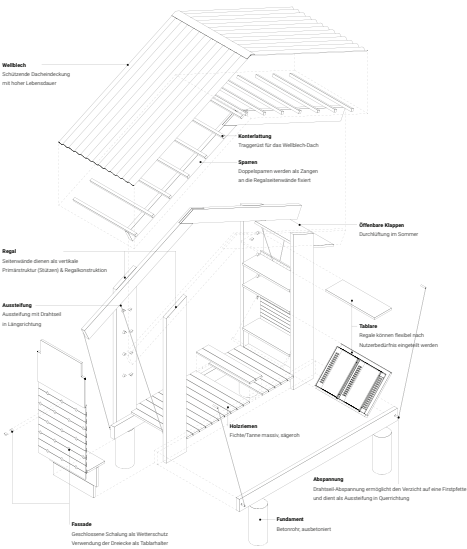 Wellblech
Schützende Dacheindeckung
mit hoher Lebensdauer
Konterlattung
Traggerüst für das Wellblech-Dach
Sparren
Doppelsparren werden als Zangen
an die Regalseitenwände fixiert
Öffenbare Klappen
Durchlüftung im Sommer
Regal
Seitenwände dienen als vertikale
Primärstruktur (Stützen) & Regalkonstruktion
Aussteifung
Aussteifung mit Drahtseil
in Längsrichtung
Tablare
Regale können flexibel nach
Nutzerbedürfnis eingeteilt werden
Holzriemen
Fichte/Tanne massiv, sägeroh
Abspannung
Drahtseil-Abspannung ermöglicht den Verzicht auf eine Firstpfette
und dient als Aussteifung in Querrichtung
Fundament
Betonrohr, ausbetoniert
Fassade
Geschlossene Schalung als Wetterschutz
Verwendung der Dreiecke als Tablarhalter